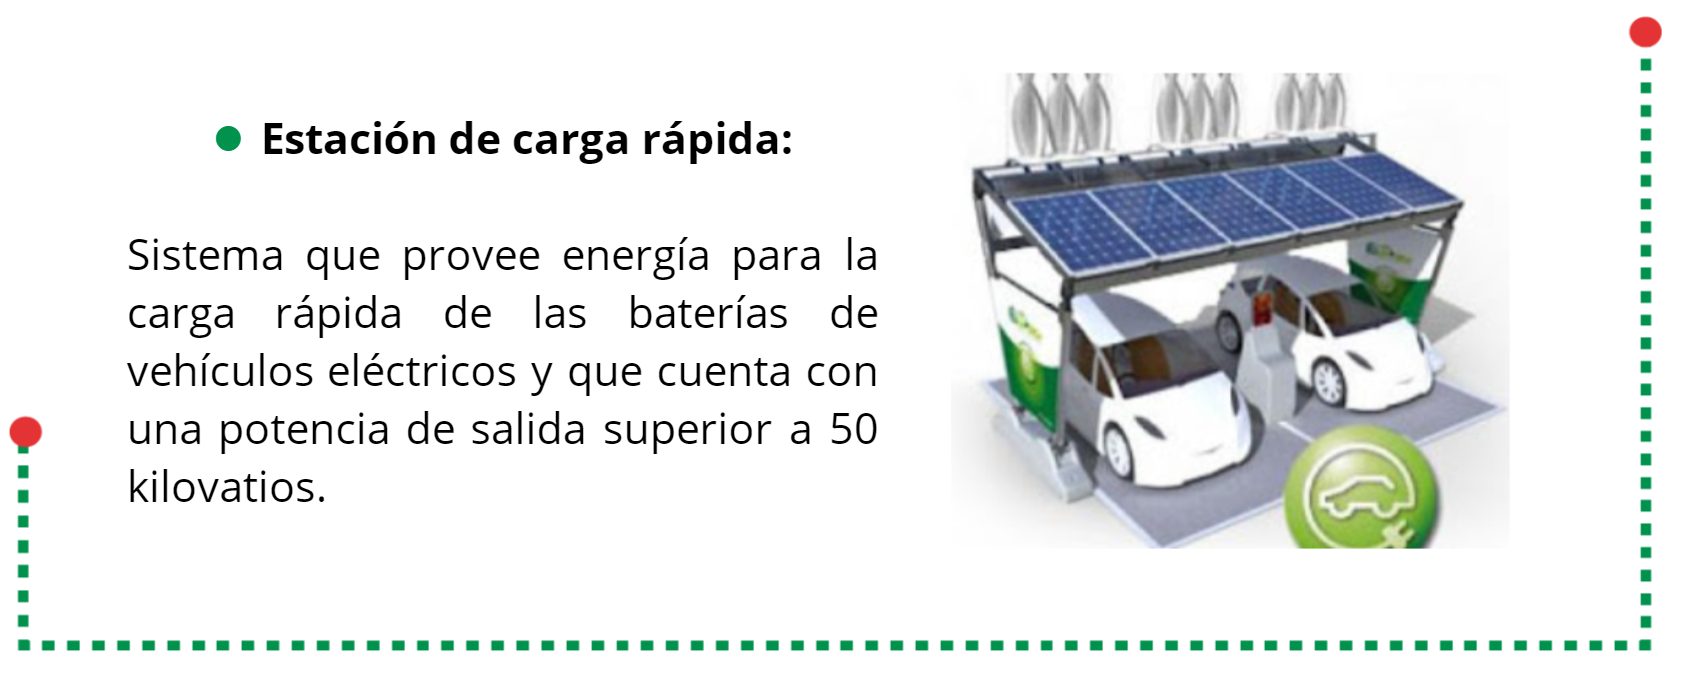 Estación de carga rápida:
Sistema que provee energía para la
carga rápida de las baterías de
vehículos eléctricos y que cuenta con
una potencia de salida superior a 50
kilovatios.